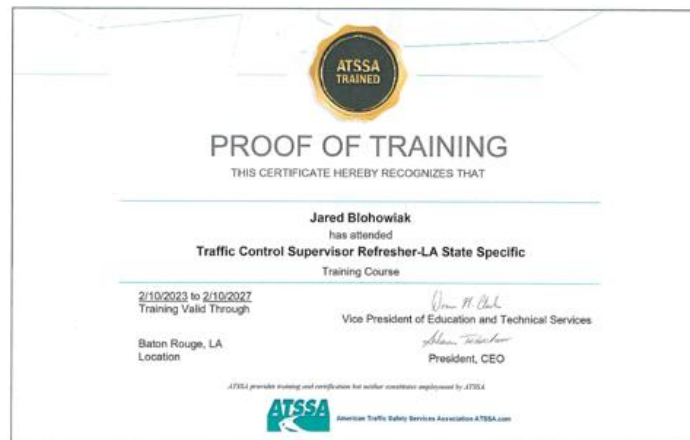 ATSSA
TRAINED
PROOF OF TRAINING
THIS CERTIFICATE HEREBY RECOGNIZES THAT
Jared Blohowiak
has attended
Traffic Control Supervisor Refresher-LA State Specific
Training Course
2/10/2023 to 2/10/2027
Training Valid Through
Vice President of Education and Technical Services
Baton Rouge, LA
Location
President, CEO
ATSSA provides training and certification but neither constitutes employment by ATSSA
ATSSA
American Traffic Safety Services Association ATSSA.com